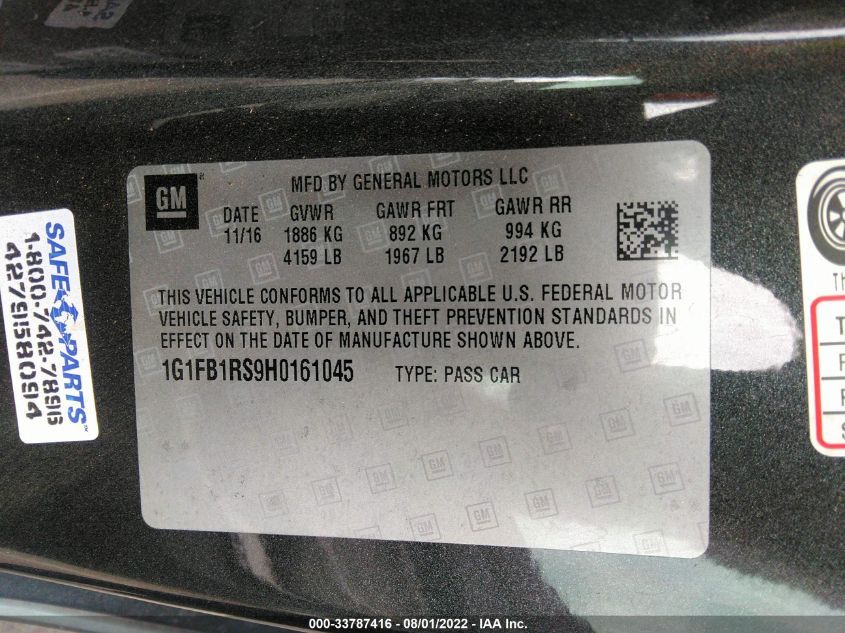 GM
MFD BY GENERAL MOTORS LLC
DATE GVWR GAWR FRT GAWR RR
11/16 1886 KG 892 KG 994 KG
4159 LB 1967 LB 2192 LB
THIS VEHICLE CONFORMS TO ALL APPLICABLE U.S. FEDERAL MOTOR
VEHICLE SAFETY, BUMPER, AND THEFT PREVENTION STANDARDS IN
EFFECT ON THE DATE OF MANUFACTURE SHOWN ABOVE.
1G1FB1RS9H0161045 TYPE: PASS CAR
SAFE PARTS
1-800-742-7896
42791580914
000-33787416 - 08/01/2022 - IAA Inc.